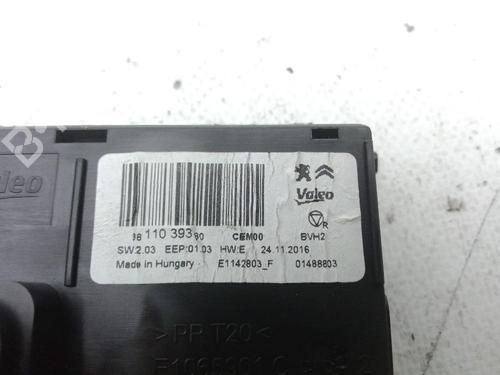 Valeo
98 110 393 80 CEM00 BVH2
SW:2.03 EEP:01.03 HW:E 24.11.2016
Made in Hungary E1142803_F 01488803
R
>PP T20<